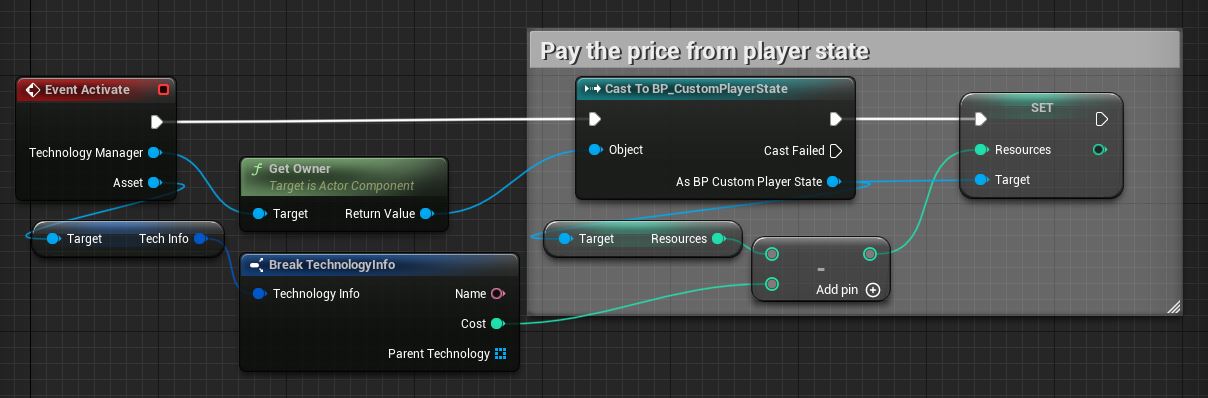 Pay the price from player state
Event Activate
Technology Manager
Asset
Target Tech Info
Get Owner
Target is Actor Component
Target Return Value
Break TechnologyInfo
Technology Info Name
Cost
Parent Technology
Cast To BP_CustomPlayerState
Object Cast Failed
As BP Custom Player State
Target Resources
-
Add pin
SET
Resources
Target